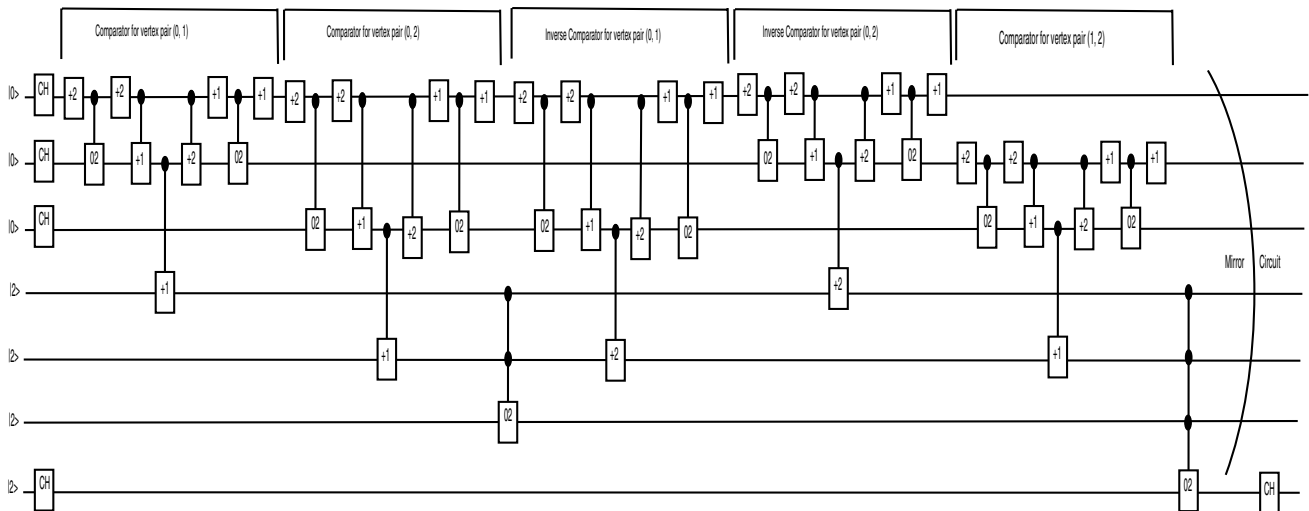 Comparator for vertex pair (0, 1) Comparator for vertex pair (0, 2) Inverse Comparator for vertex pair (0, 1) Inverse Comparator for vertex pair (0, 2) Comparator for vertex pair (1, 2)
|0> CH +2 +2 +1 +1 +2 +2 +1 +1 +2 +2 +1 +1 +2 +2 +1 +1
|0> CH 02 +1 +2 02 02 +1 +2 02 +2 +2 +1 +1
|0> CH 02 +1 +2 02 02 +1 +2 02 02 +1 +2 02
Mirror Circuit
|2> +1 +2
|2> +1 +2 +1
|2> 02
|2> CH 02 CH